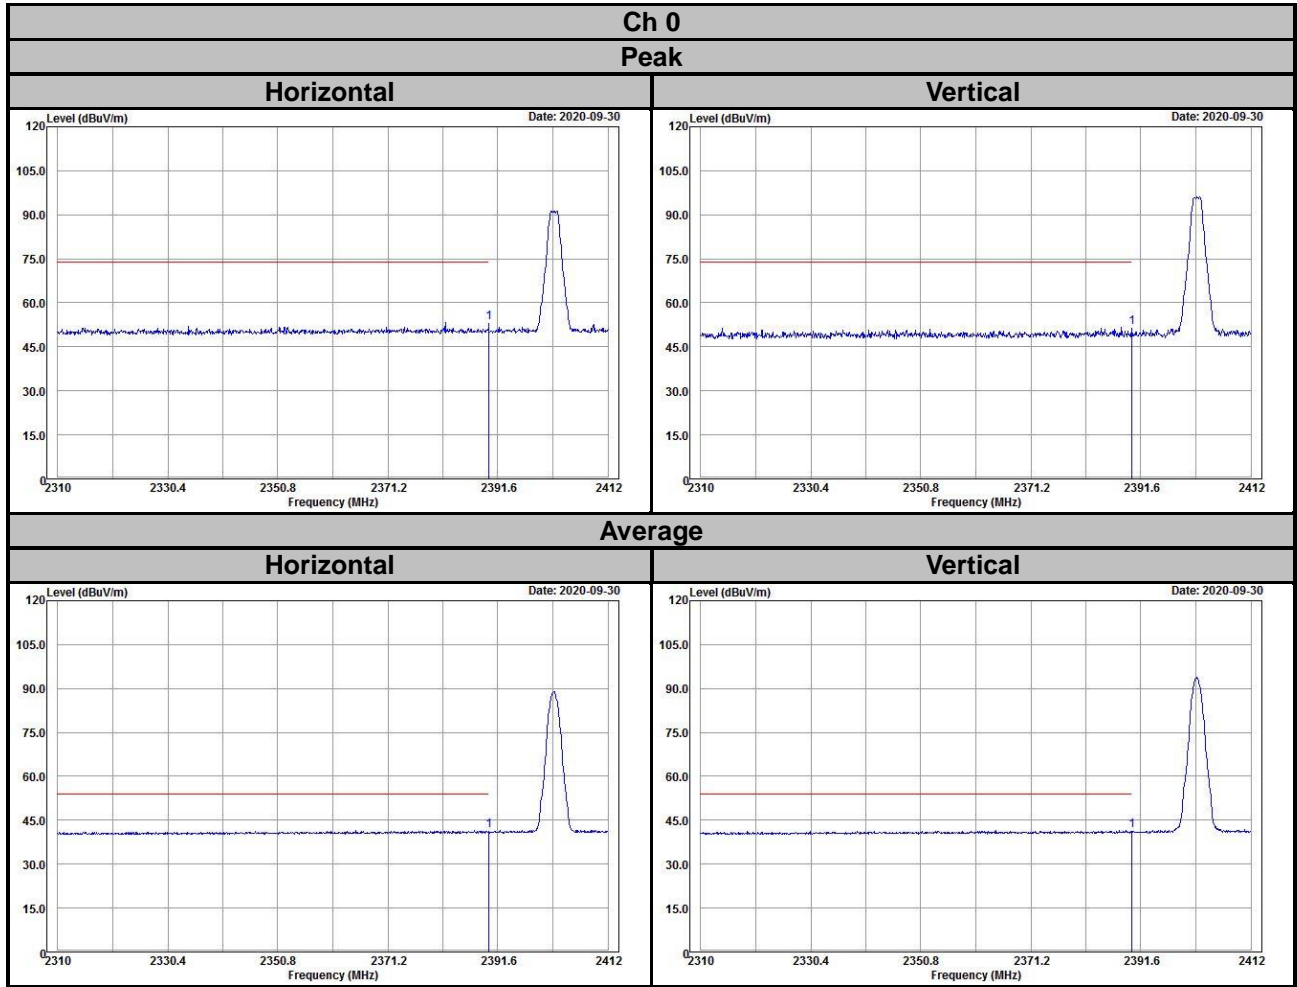 Ch 0
Peak
Horizontal Vertical
Level (dBuV/m) Date: 2020-09-30 Level (dBuV/m) Date: 2020-09-30
120 120
105.0 105.0
90.0 90.0
75.0 75.0
60.0 60.0
1 1
45.0 45.0
30.0 30.0
15.0 15.0
0 0
2310 2330.4 2350.8 2371.2 2391.6 2412 2310 2330.4 2350.8 2371.2 2391.6 2412
Frequency (MHz) Frequency (MHz)
Average
Horizontal Vertical
Level (dBuV/m) Date: 2020-09-30 Level (dBuV/m) Date: 2020-09-30
120 120
105.0 105.0
90.0 90.0
75.0 75.0
60.0 60.0
45.0 45.0
1 1
30.0 30.0
15.0 15.0
0 0
2310 2330.4 2350.8 2371.2 2391.6 2412 2310 2330.4 2350.8 2371.2 2391.6 2412
Frequency (MHz) Frequency (MHz)